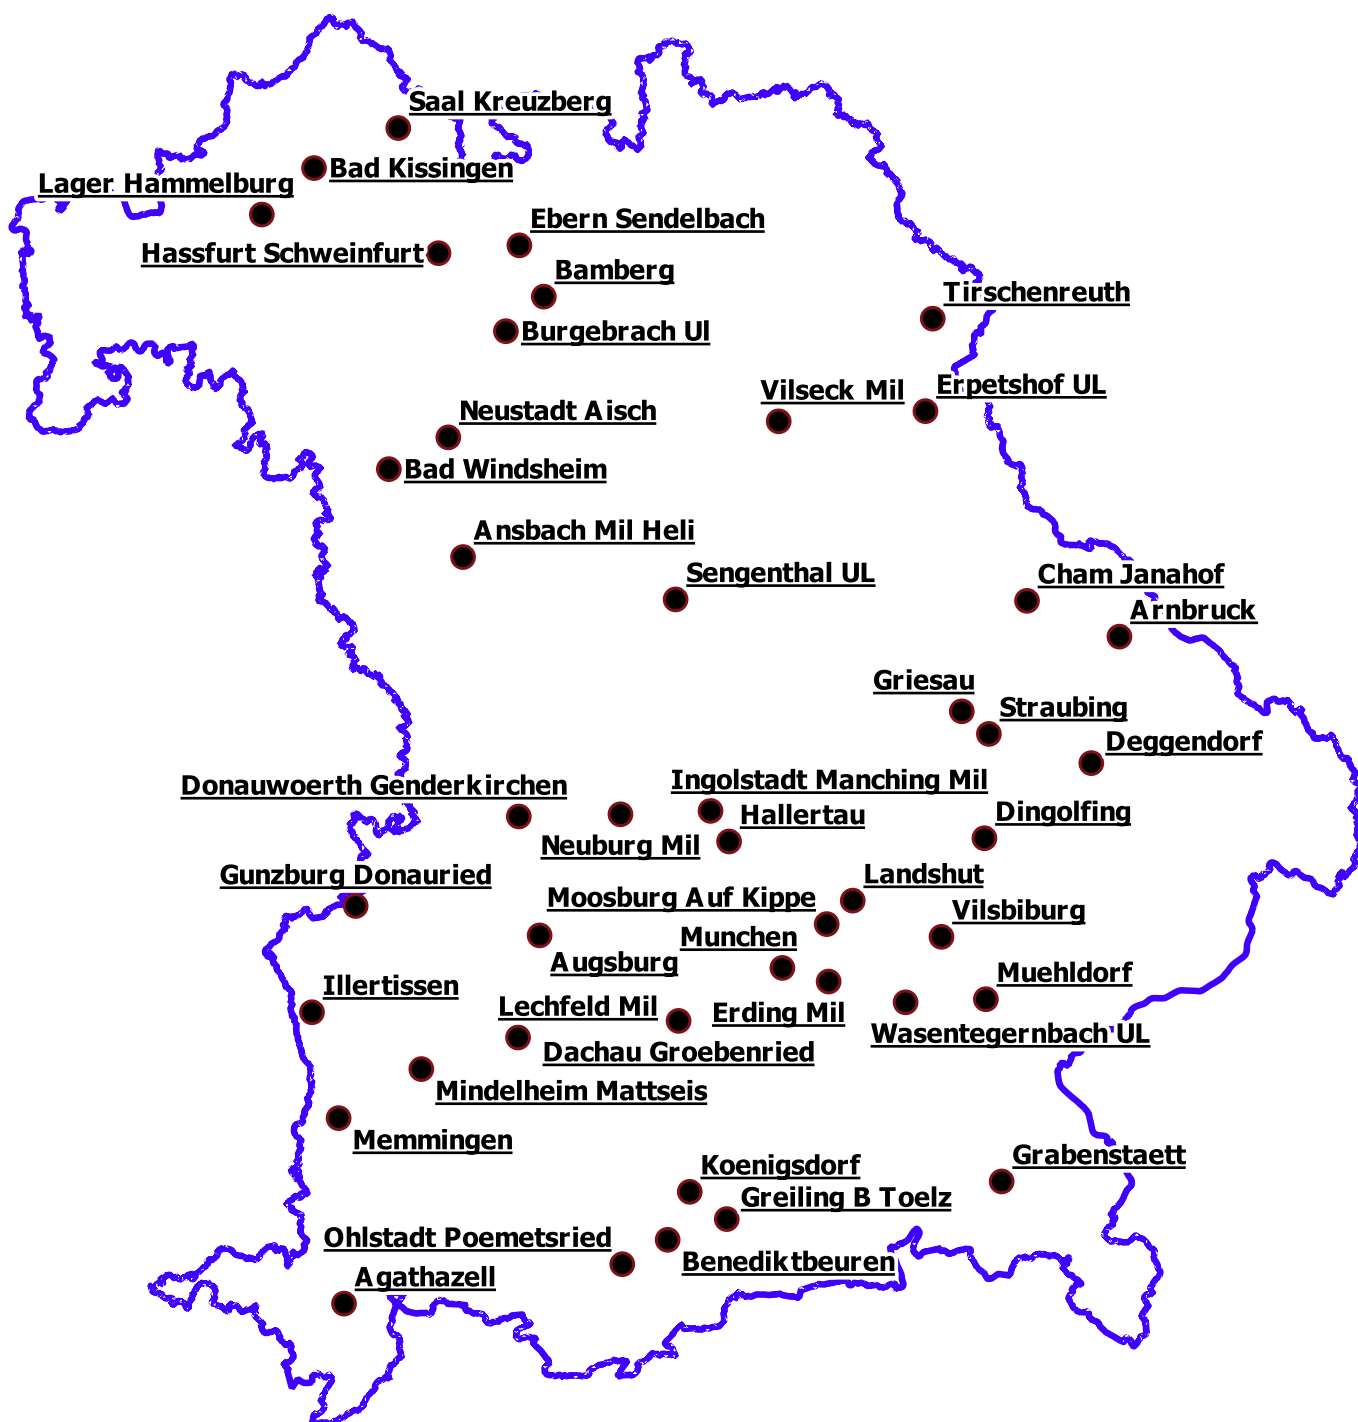 Saal Kreuzberg
Bad Kissingen
Lager Hammelburg
Ebern Sendelbach
Hassfurt Schweinfurt
Bamberg
Tirschenreuth
Burgebrach Ul
Erpetshof UL
Vilseck Mil
Neustadt Aisch
Bad Windsheim
Ansbach Mil Heli
Sengenthal UL
Cham Janahof
Arnbruck
Griesau
Straubing
Deggendorf
Ingolstadt Manching Mil
Donauwoerth Genderkirchen
Dingolfing
Hallertau
Neuburg Mil
Landshut
Gunzburg Donauried
Moosburg Auf Kippe
Vilsbiburg
Munchen
Augsburg
Muehldorf
Illertissen
Lechfeld Mil
Erding Mil
Wasentegernbach UL
Dachau Groebenried
Mindelheim Mattseis
Memmingen
Grabenstaett
Koenigsdorf
Greiling B Toelz
Ohlstadt Poemetsried
Benediktbeuren
Agathazell